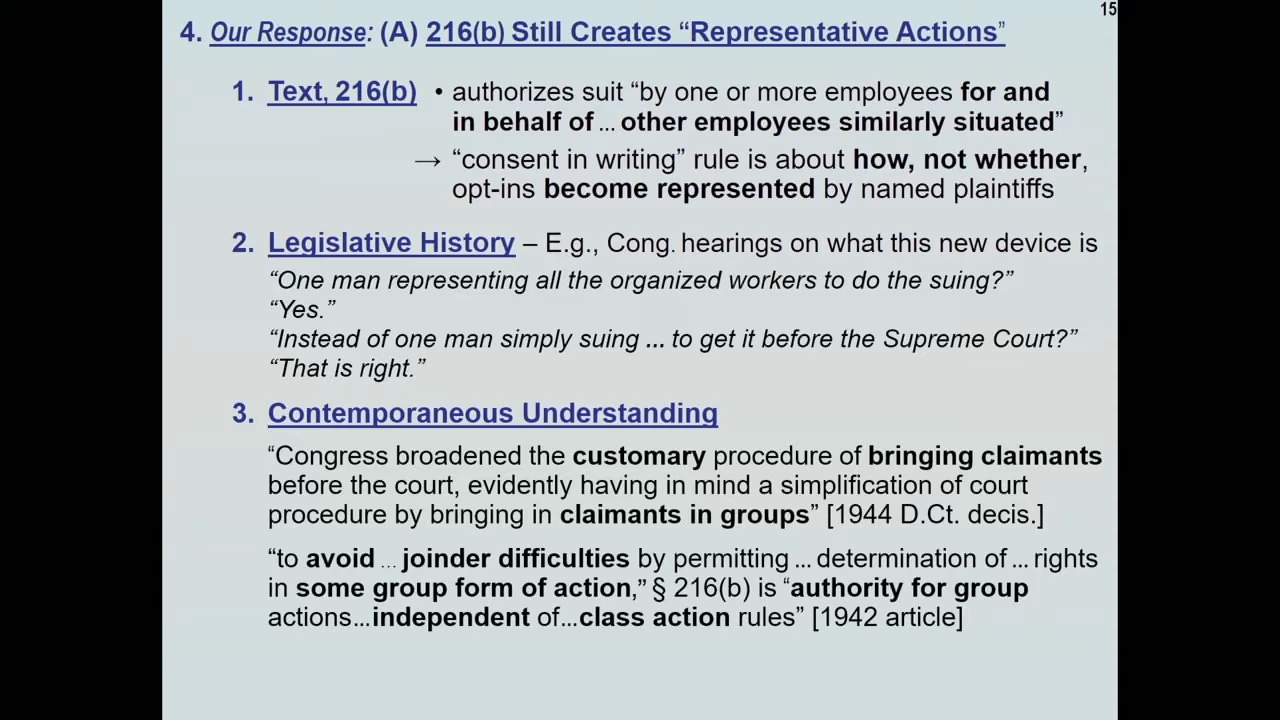 15
4. Our Response: (A) 216(b) Still Creates “Representative Actions”
1. Text, 216(b) • authorizes suit “by one or more employees for and
in behalf of ... other employees similarly situated”
→ “consent in writing” rule is about how, not whether,
opt-ins become represented by named plaintiffs
2. Legislative History – E.g., Cong. hearings on what this new device is
“One man representing all the organized workers to do the suing?”
“Yes.”
“Instead of one man simply suing ... to get it before the Supreme Court?”
“That is right.”
3. Contemporaneous Understanding
“Congress broadened the customary procedure of bringing claimants
before the court, evidently having in mind a simplification of court
procedure by bringing in claimants in groups” [1944 D.Ct. decis.]
“to avoid ... joinder difficulties by permitting ... determination of ... rights
in some group form of action,” § 216(b) is “authority for group
actions...independent of...class action rules” [1942 article]